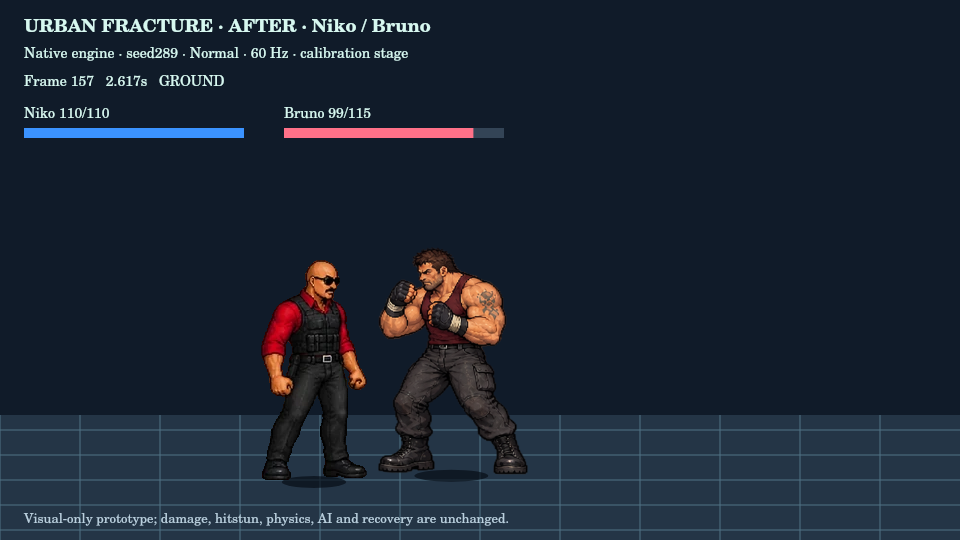 URBAN FRACTURE · AFTER · Niko / Bruno
Native engine · seed289 · Normal · 60 Hz · calibration stage
Frame 157 2.617s GROUND
Niko 110/110
Bruno 99/115
Visual-only prototype; damage, hitstun, physics, AI and recovery are unchanged.